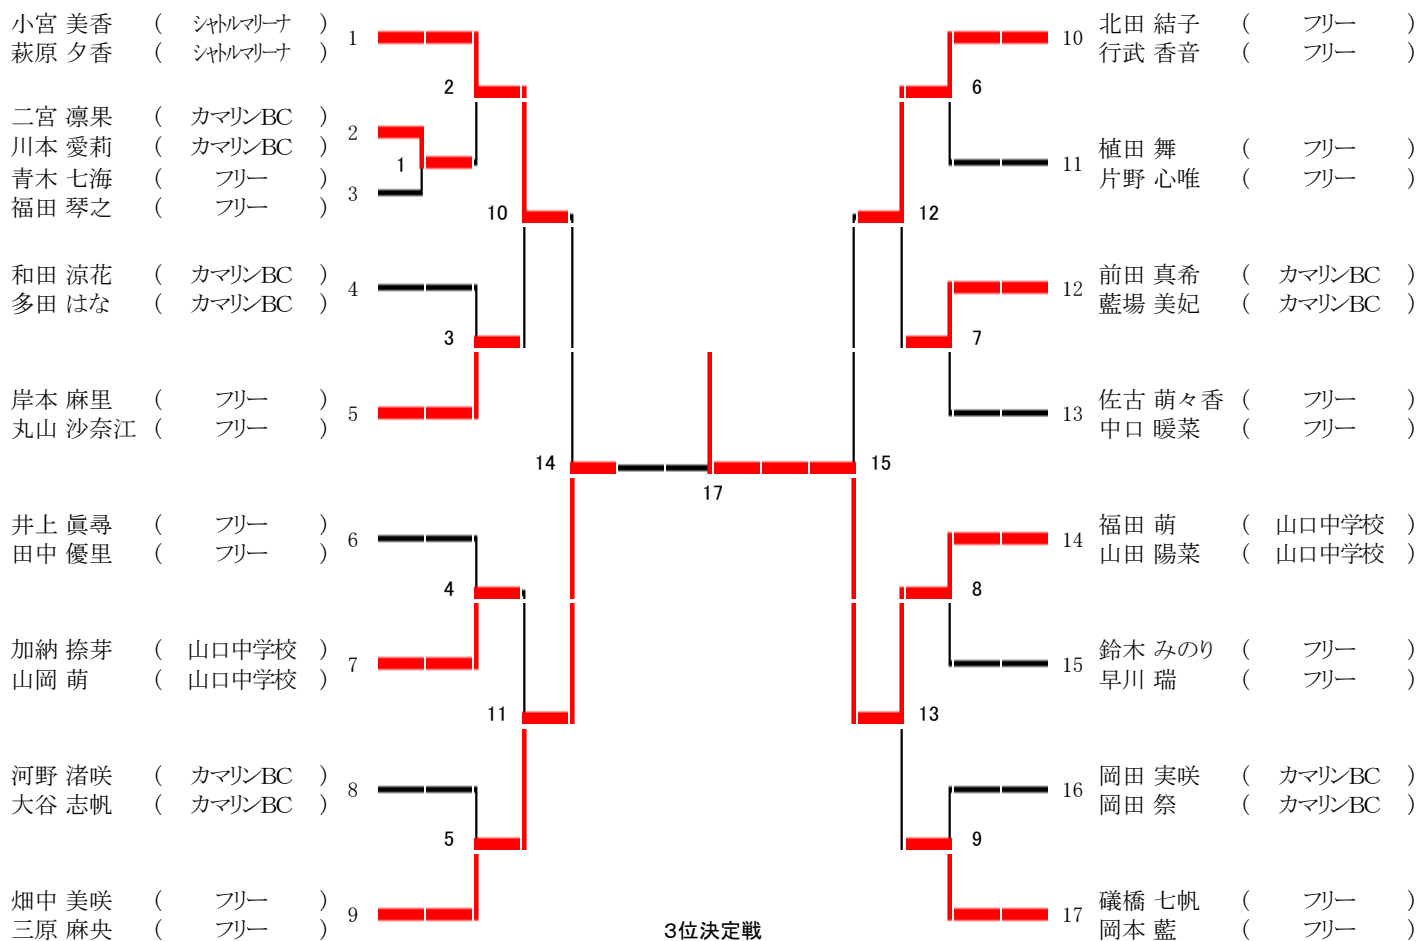 小宮 美香 ( シャトルマリーナ ) 1
萩原 夕香 ( シャトルマリーナ )
2
二宮 凛果 ( カマリンBC ) 2
川本 愛莉 ( カマリンBC )
1
青木 七海 ( フリー ) 3
福田 琴之 ( フリー )
10
和田 涼花 ( カマリンBC ) 4
多田 はな ( カマリンBC )
3
岸本 麻里 ( フリー ) 5
丸山 沙奈江 ( フリー )
14
井上 眞尋 ( フリー ) 6
田中 優里 ( フリー )
4
加納 捺芽 ( 山口中学校 ) 7
山岡 萌 ( 山口中学校 )
11
河野 渚咲 ( カマリンBC ) 8
大谷 志帆 ( カマリンBC )
5
畑中 美咲 ( フリー ) 9
三原 麻央 ( フリー )
17
3位決定戦
10 北田 結子 ( フリー )
行武 香音 ( フリー )
6
11 植田 舞 ( フリー )
片野 心唯 ( フリー )
12
12 前田 真希 ( カマリンBC )
藍場 美妃 ( カマリンBC )
7
13 佐古 萌々香 ( フリー )
中口 暖菜 ( フリー )
15
14 福田 萌 ( 山口中学校 )
山田 陽菜 ( 山口中学校 )
8
15 鈴木 みのり ( フリー )
早川 瑞 ( フリー )
13
16 岡田 実咲 ( カマリンBC )
岡田 祭 ( カマリンBC )
9
17 礒橋 七帆 ( フリー )
岡本 藍 ( フリー )